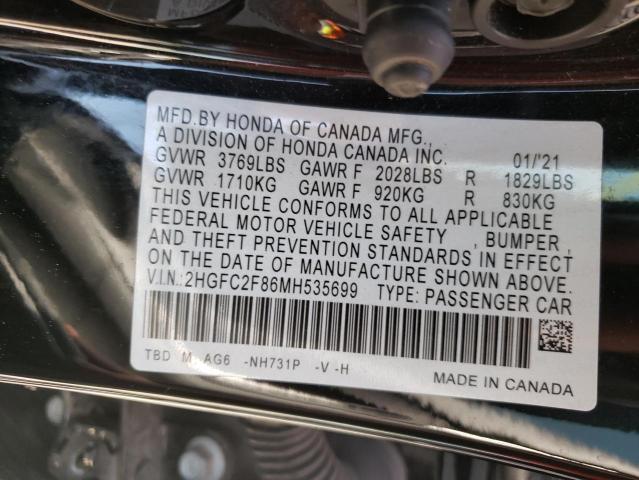 MFD.BY HONDA OF CANADA MFG.,
A DIVISION OF HONDA CANADA INC. 01/'21
GVWR 3769LBS GAWR F 2028LBS R 1829LBS
GVWR 1710KG GAWR F 920KG R 830KG
THIS VEHICLE CONFORMS TO ALL APPLICABLE
FEDERAL MOTOR VEHICLE SAFETY , BUMPER ,
AND THEFT PREVENTION STANDARDS IN EFFECT
ON THE DATE OF MANUFACTURE SHOWN ABOVE.
V.I.N.: 2HGFC2F86MH535699 TYPE: PASSENGER CAR
TBD M AG6 -NH731P -V -H
MADE IN CANADA